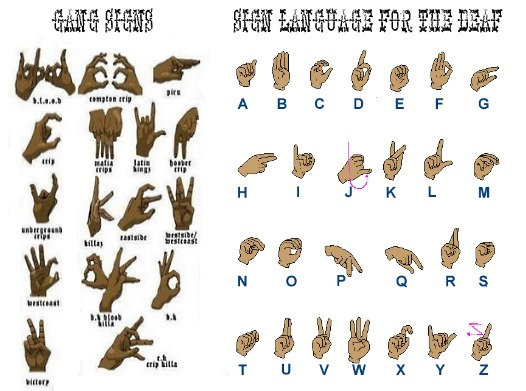 GANG SIGNS
b.l.o.o.d
compton crip
piru
crip
mafia
crips
latin
kings
hoover
crip
underground
crips
killaz
eastside
westside/
westcoast
westcoast
b.k blood
killa
b.k
victory
c.k
crip killa
SIGN LANGUAGE FOR THE DEAF
A B C D E F G
H I J K L M
N O P Q R S
T U V W X Y Z